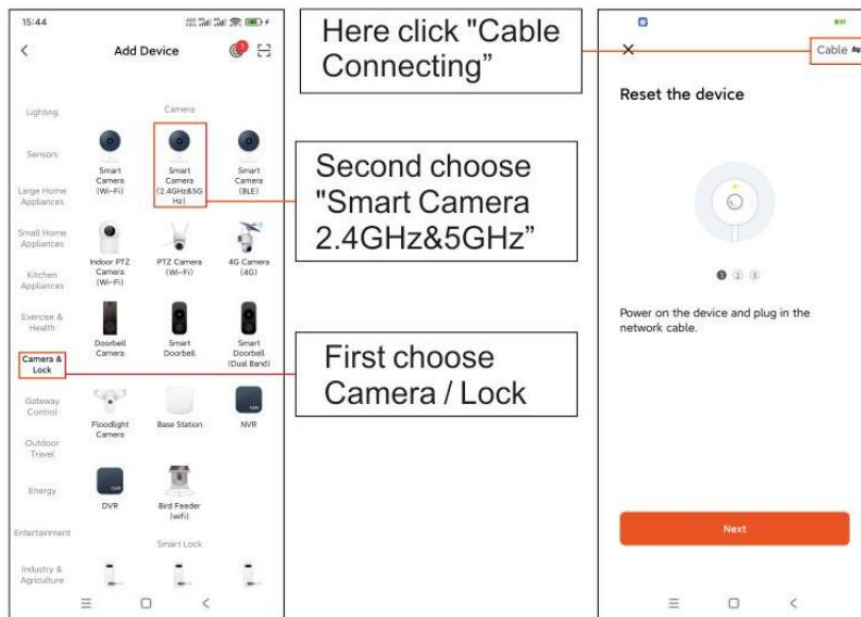 15:44
Add Device
1
Lighting
Sensors
Large Home
Appliances
Small Home
Appliances
Kitchen
Appliances
Exercise &
Health
Camera &
Lock
Gateway
Control
Outdoor
Travel
Energy
Entertainment
Industry &
Agriculture
Camera
Smart
Camera
(Wi-Fi)
Smart
Camera
(2.4GHz&5G
Hz)
Smart
Camera
(BLE)
Indoor PTZ
Camera
(Wi-Fi)
PTZ Camera
(Wi-Fi)
4G Camera
(4G)
Doorbell
Camera
Smart
Doorbell
Smart
Doorbell
(Dual Band)
Floodlight
Camera
Base Station
NVR
DVR
Bird Feeder
(wifi)
Smart Lock
Here click "Cable
Connecting”
Second choose
"Smart Camera
2.4GHz&5GHz”
First choose
Camera / Lock
Cable
Reset the device
1 2 3
Power on the device and plug in the
network cable.
Next